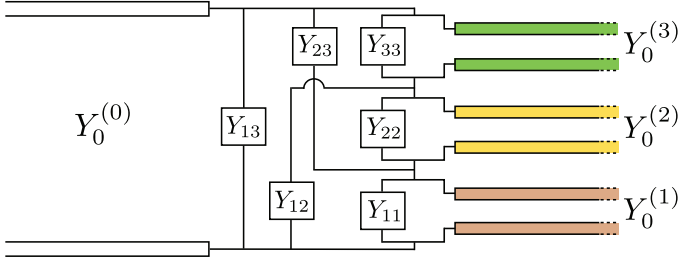 Y_{23} Y_{33} Y_0^{(3)}
Y_0^{(0)} Y_{13} Y_{22} Y_0^{(2)}
Y_{12} Y_{11} Y_0^{(1)}